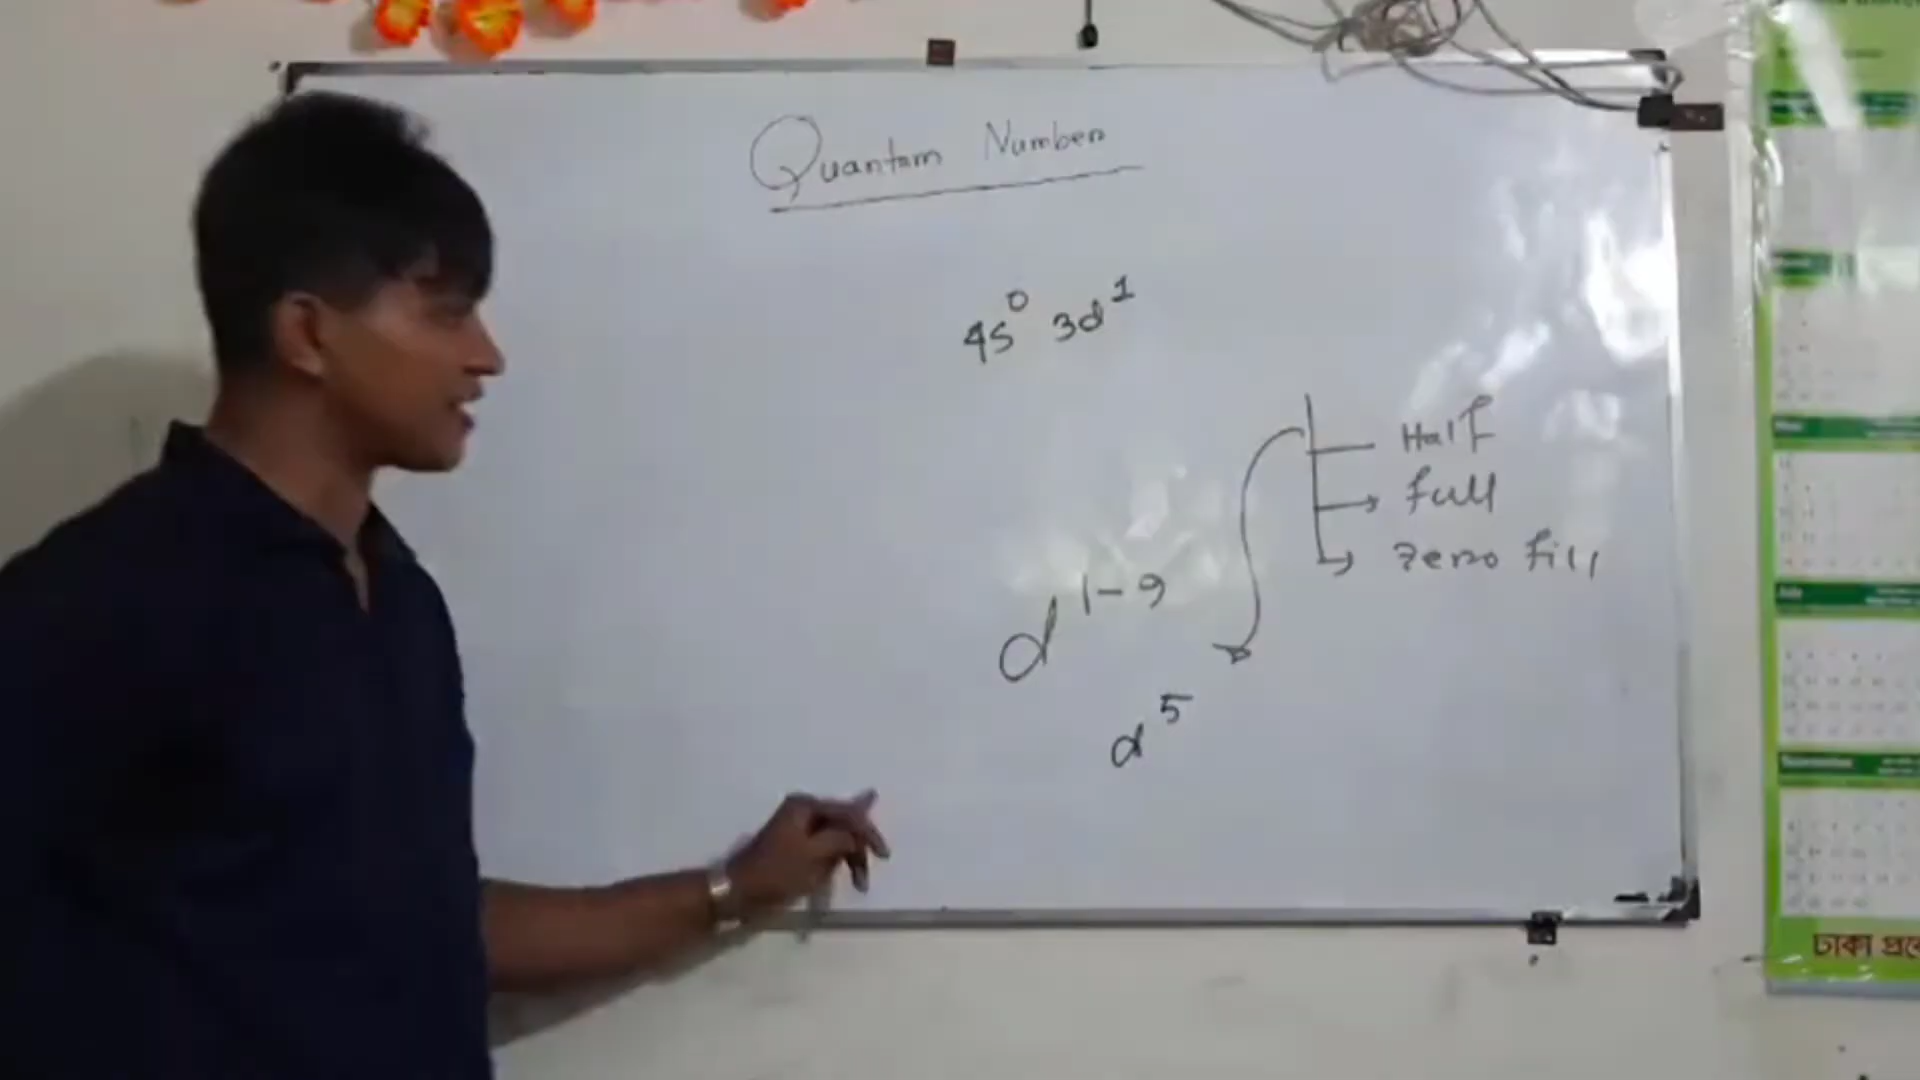 Quantam Number
4s⁰ 3d¹
Half
full
zero fill
d¹⁻⁹
d⁵
ঢাকা